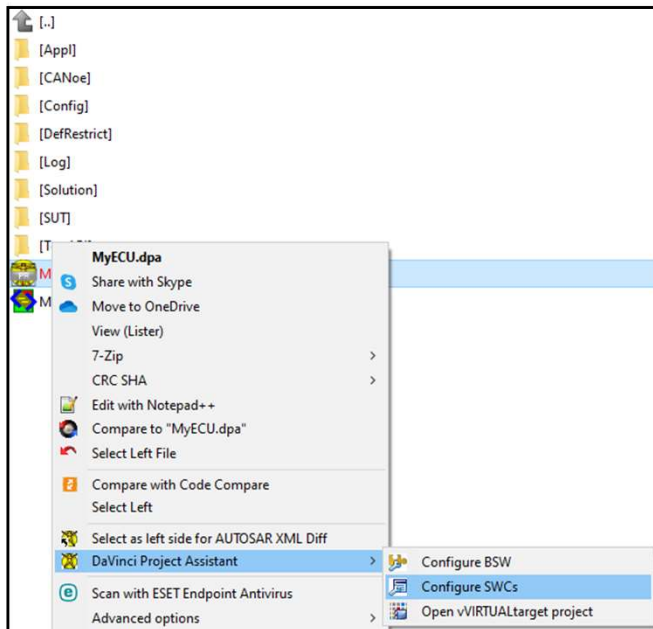 [..]
[Appl]
[CANoe]
[Config]
[DefRestrict]
[Log]
[Solution]
[SUT]
M
M
MyECU.dpa
Share with Skype
Move to OneDrive
View (Lister)
7-Zip
CRC SHA
Edit with Notepad++
Compare to "MyECU.dpa"
Select Left File
Compare with Code Compare
Select Left
Select as left side for AUTOSAR XML Diff
DaVinci Project Assistant
Scan with ESET Endpoint Antivirus
Advanced options
Configure BSW
Configure SWCs
Open vVIRTUALtarget project